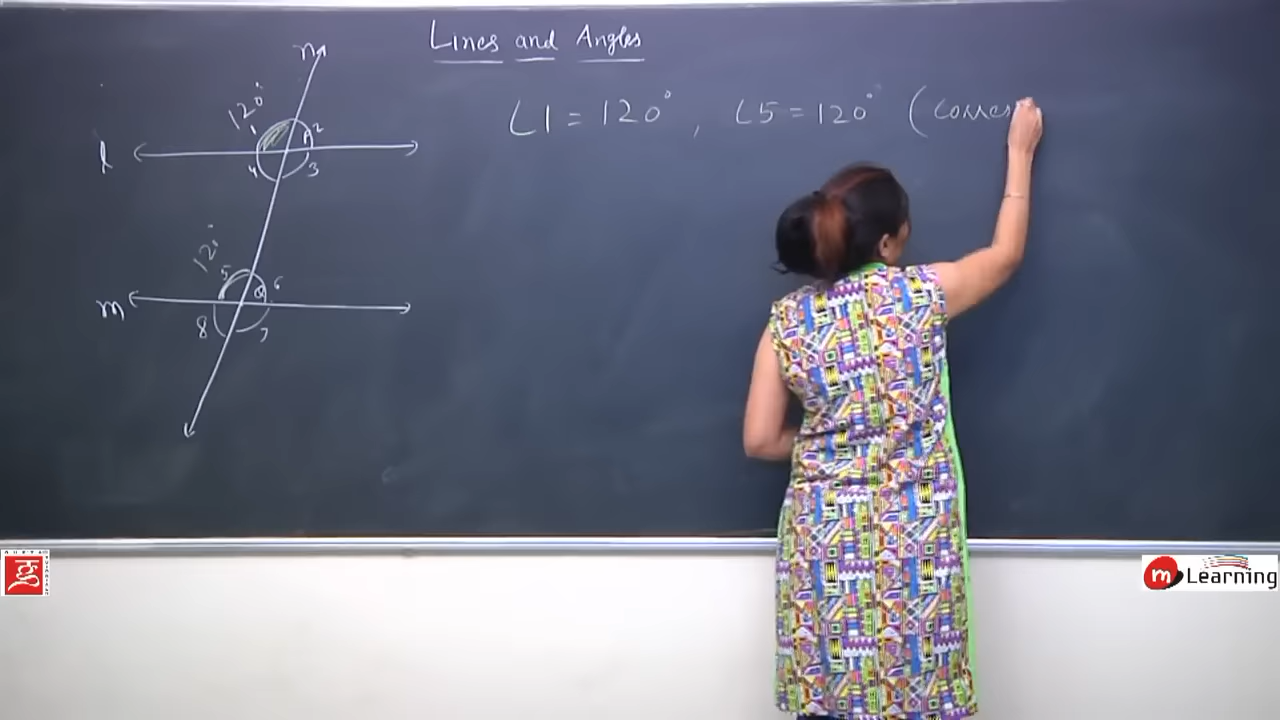 Lines and Angles
∠1 = 120°, ∠5 = 120° (Corres
n
120°
1 2
l
4 3
12°
5 6
m
8 7
m Learning